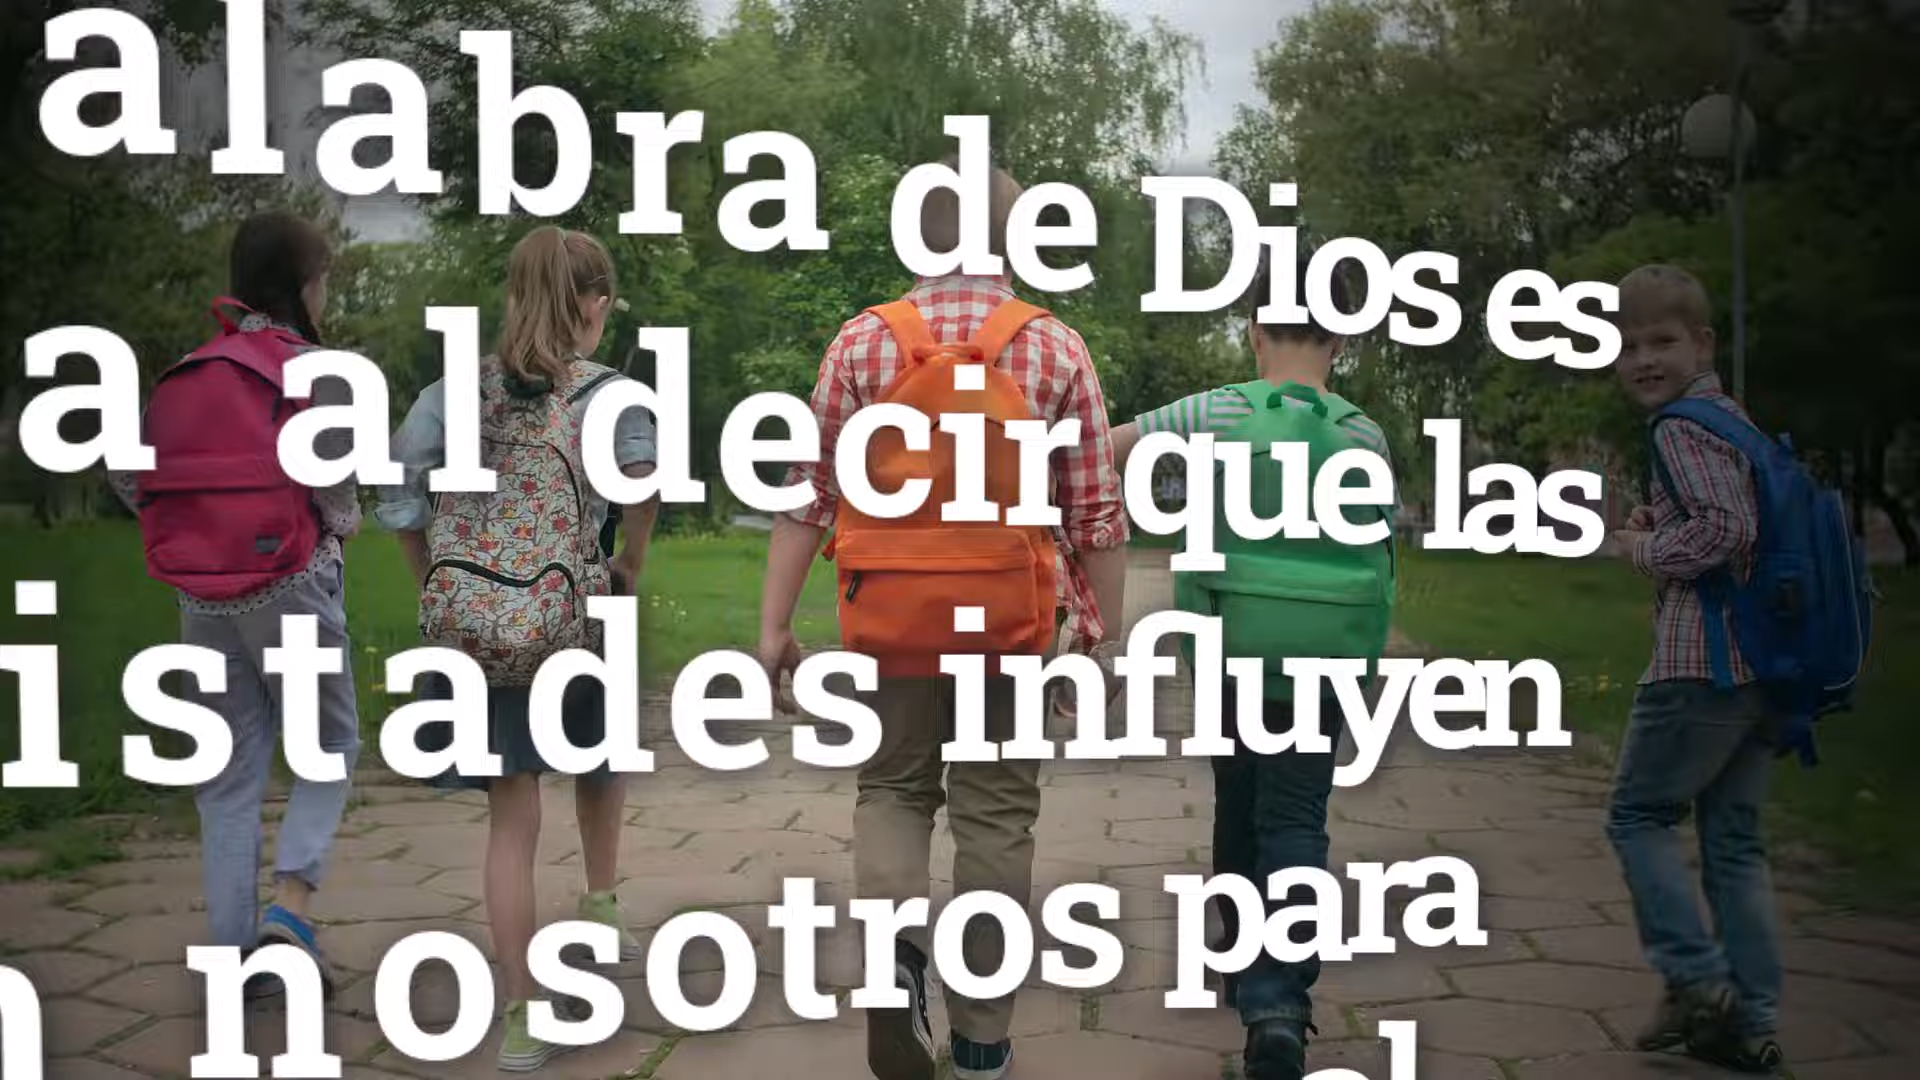 alabra de Dios es
a al decir que las
istades influyen
n nosotros para